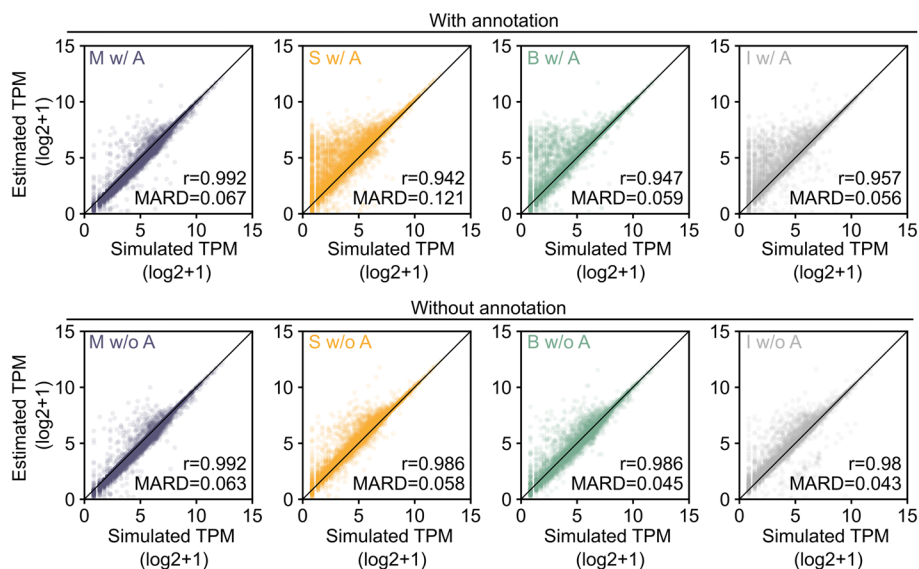 With annotation
M w/ A
S w/ A
B w/ A
I w/ A
Estimated TPM
(log2+1)
15
10
5
0
r=0.992
MARD=0.067
r=0.942
MARD=0.121
r=0.947
MARD=0.059
r=0.957
MARD=0.056
15
10
5
0
15
10
5
0
15
10
5
0
0 5 10 15
0 5 10 15
0 5 10 15
0 5 10 15
Simulated TPM
(log2+1)
Simulated TPM
(log2+1)
Simulated TPM
(log2+1)
Simulated TPM
(log2+1)
Without annotation
M w/o A
S w/o A
B w/o A
I w/o A
Estimated TPM
(log2+1)
15
10
5
0
r=0.992
MARD=0.063
r=0.986
MARD=0.058
r=0.986
MARD=0.045
r=0.98
MARD=0.043
15
10
5
0
15
10
5
0
15
10
5
0
0 5 10 15
0 5 10 15
0 5 10 15
0 5 10 15
Simulated TPM
(log2+1)
Simulated TPM
(log2+1)
Simulated TPM
(log2+1)
Simulated TPM
(log2+1)